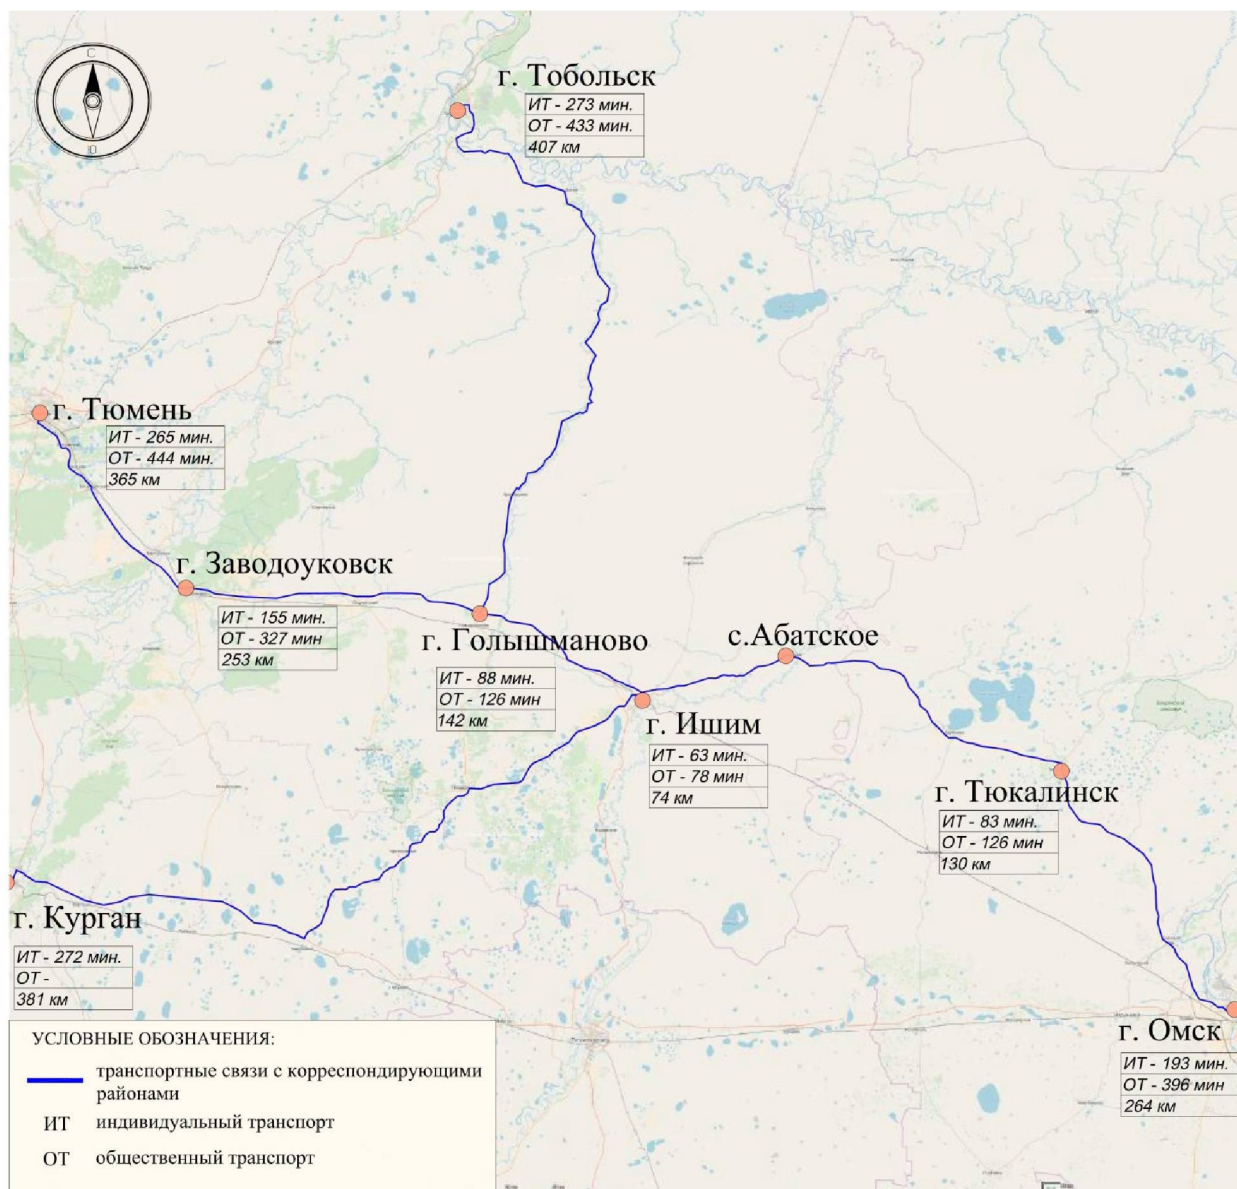 С
Ю
г. Тобольск
ИТ - 273 мин.
ОТ - 433 мин.
407 км
г. Тюмень
ИТ - 265 мин.
ОТ - 444 мин.
365 км
г. Заводоуковск
ИТ - 155 мин.
ОТ - 327 мин
253 км
г. Голышманово
ИТ - 88 мин.
ОТ - 126 мин
142 км
с.Абатское
г. Ишим
ИТ - 63 мин.
ОТ - 78 мин
74 км
г. Тюкалинск
ИТ - 83 мин.
ОТ - 126 мин
130 км
г. Курган
ИТ - 272 мин.
ОТ -
381 км
г. Омск
ИТ - 193 мин.
ОТ - 396 мин
264 км
УСЛОВНЫЕ ОБОЗНАЧЕНИЯ:
транспортные связи с корреспондирующими
районами
ИТ индивидуальный транспорт
ОТ общественный транспорт